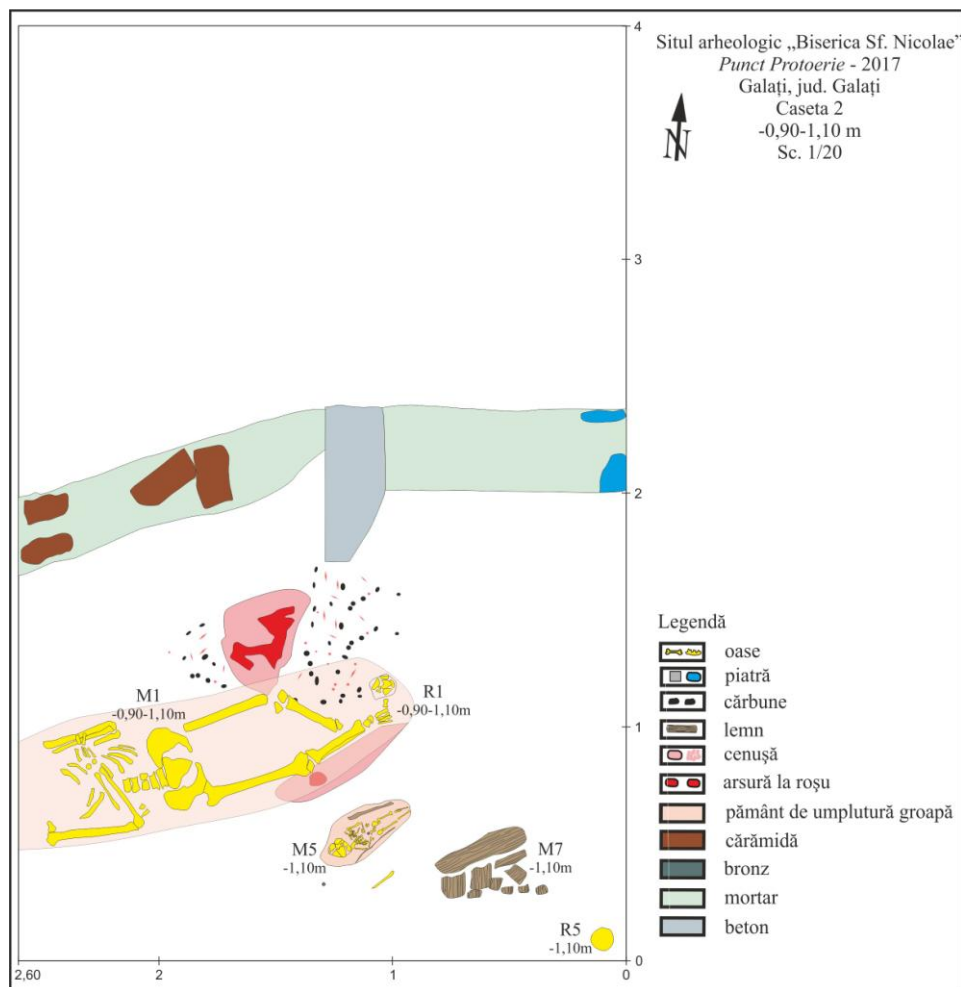 Situl arheologic „Biserica Sf. Nicolae”
Punct Protoerie - 2017
Galați, jud. Galați
Caseta 2
-0,90-1,10 m
Sc. 1/20
N
4
3
2
1
0
M1
-0,90-1,10m
R1
-0,90-1,10m
M5
-1,10m
M7
-1,10m
R5
-1,10m
2,60
2
1
0
Legendă
oase
piatră
cărbune
lemn
cenușă
arsură la roșu
pământ de umplutură groapă
cărămidă
bronz
mortar
beton